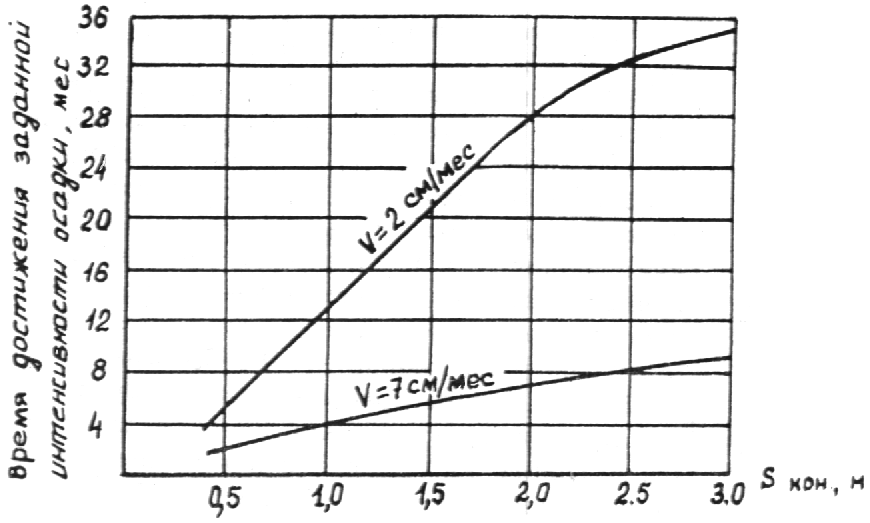 Время достижения заданной
интенсивности осадки, мес
36
32
28
24
20
16
12
8
4
V=2 см/мес
V=7 см/мес
0,5 1,0 1,5 2,0 2.5 3.0 S кон., м